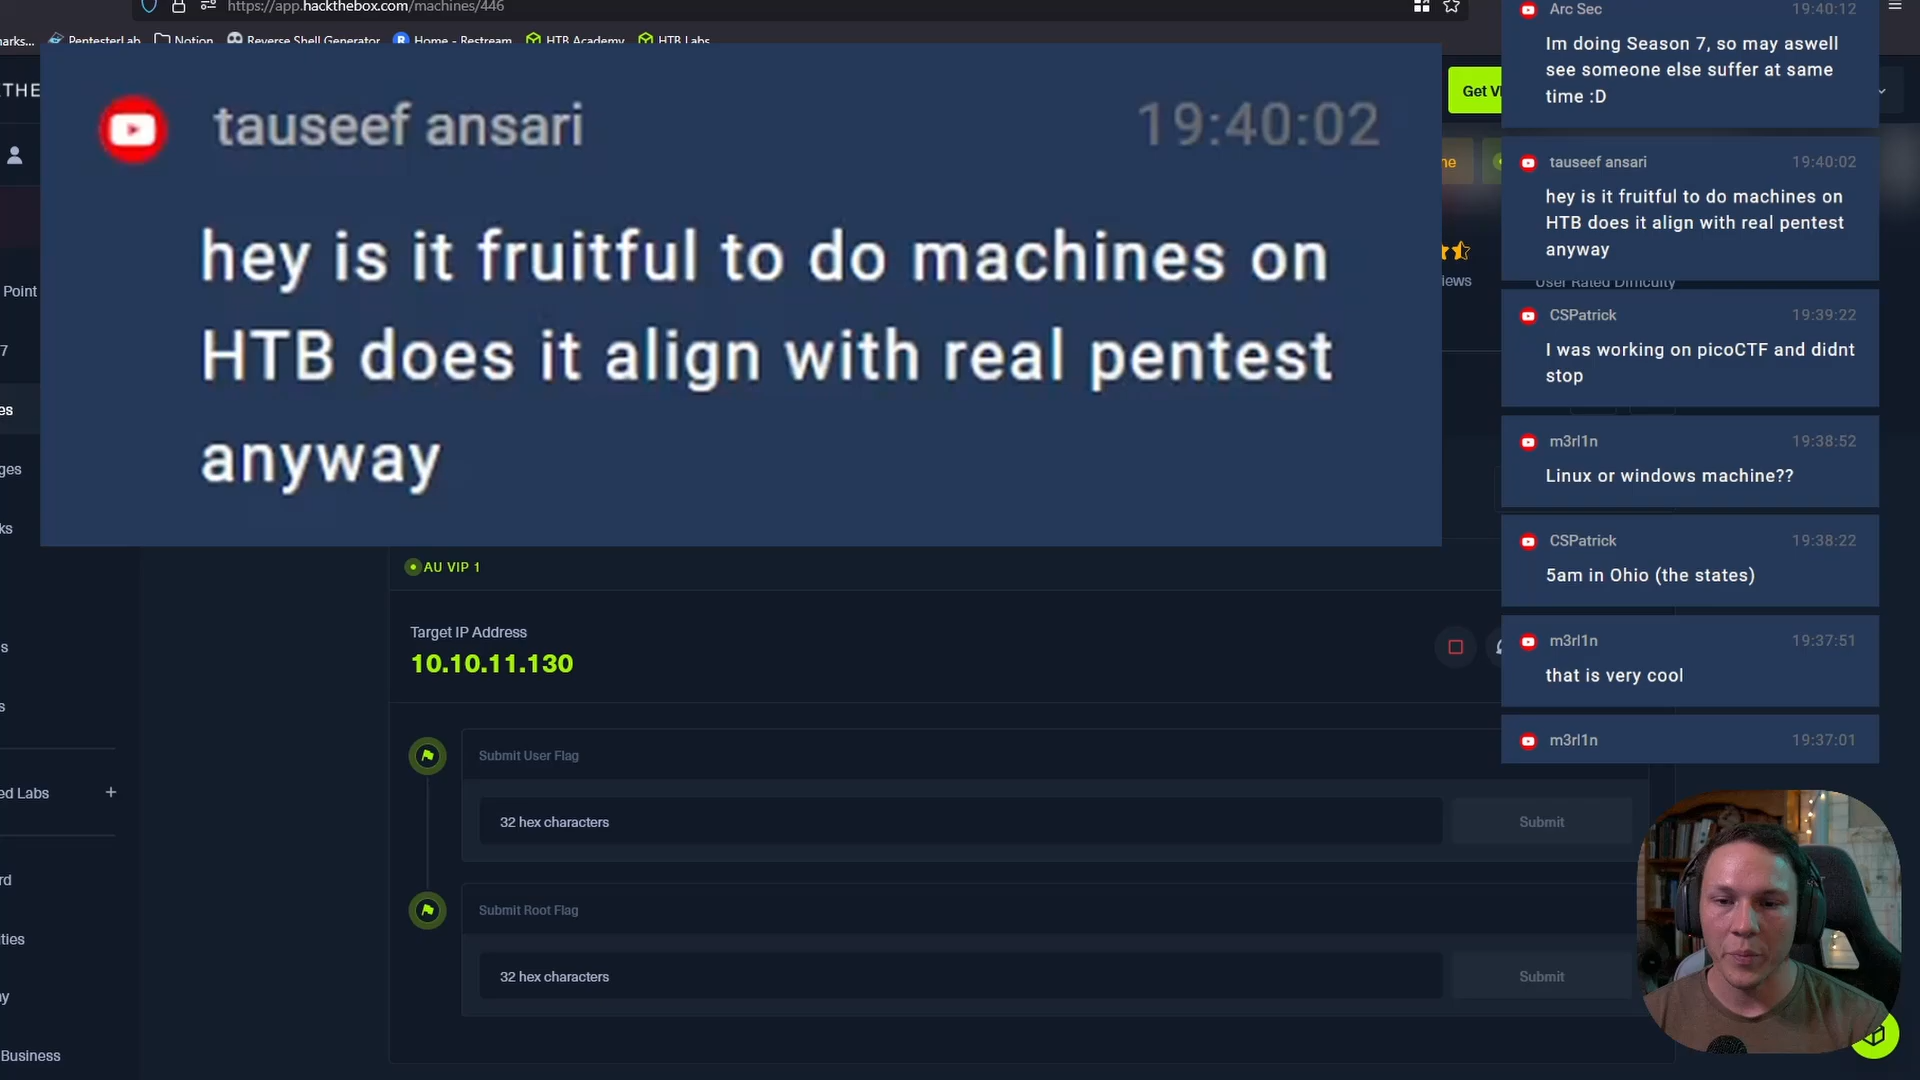 https://app.hackthebox.com/machines/446
arks...
PentesterLab
Notion
Reverse Shell Generator
Home - Restream
HTB Academy
HTB Labs
THE
Get VI
tauseef ansari
19:40:02
hey is it fruitful to do machines on
HTB does it align with real pentest
anyway
Point
7
es
ges
ks
s
s
ed Labs
+
rd
ities
y
Business
ne
iews
User Rated Difficulty
AU VIP 1
Target IP Address
10.10.11.130
Submit User Flag
32 hex characters
Submit
Submit Root Flag
32 hex characters
Submit
Arc Sec
19:40:12
Im doing Season 7, so may aswell
see someone else suffer at same
time :D
tauseef ansari
19:40:02
hey is it fruitful to do machines on
HTB does it align with real pentest
anyway
CSPatrick
19:39:22
I was working on picoCTF and didnt
stop
m3rl1n
19:38:52
Linux or windows machine??
CSPatrick
19:38:22
5am in Ohio (the states)
m3rl1n
19:37:51
that is very cool
m3rl1n
19:37:01